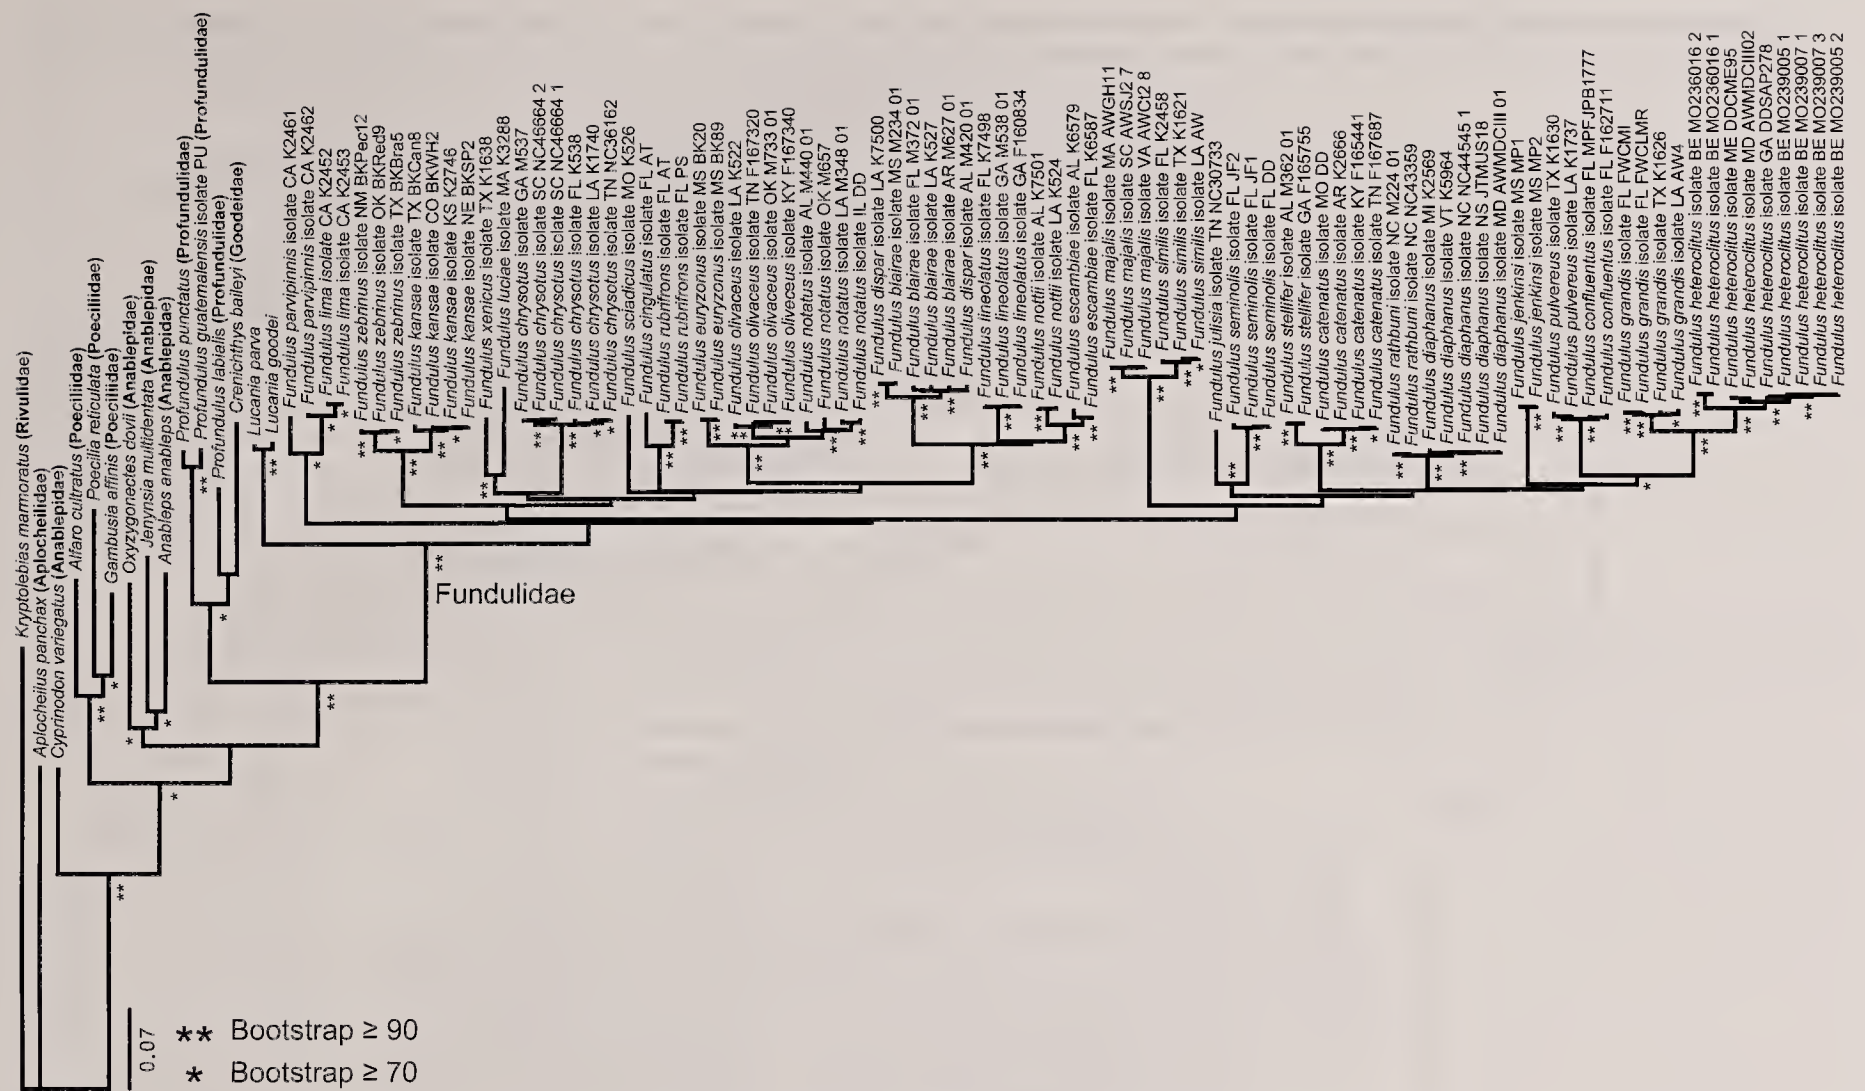 Kryptolebias marmoratus (Rivulidae)
Aplocheilus panchax (Aplocheilidae)
Cyprinodon variegatus (Anablepidae)
Alfaro cultratus (Poeciliidae)
Poecilia reticulata (Poeciliidae)
Gambusia affinis (Poeciliidae)
Oxyzygonectes dovii (Anablepidae)
Jenynsia multidentata (Anablepidae)
Anableps anableps (Anablepidae)
Profundulus punctatus (Profundulidae)
Profundulus guatemalensis isolate PU (Profundulidae)
Profundulus labialis (Profundulidae)
Crenichthys baileyi (Goodeidae)
Lucania parva
Lucania goodei
Fundulus parvipinnis isolate CA K2461
Fundulus parvipinnis isolate CA K2462
Fundulus lima isolate CA K2452
Fundulus lima isolate CA K2453
Fundulus zebrinus isolate NM BKPec12
Fundulus zebrinus isolate OK BKRed9
Fundulus zebrinus isolate TX BKBra5
Fundulus kansae isolate TX BKCan8
Fundulus kansae isolate CO BKWH2
Fundulus kansae isolate KS K2746
Fundulus kansae isolate NE BKSP2
Fundulus xenicus isolate TX K1638
Fundulus luciae isolate MA K3288
Fundulus chrysotus isolate GA M537
Fundulus chrysotus isolate SC NC46664 2
Fundulus chrysotus isolate SC NC46664 1
Fundulus chrysotus isolate FL K538
Fundulus chrysotus isolate LA K1740
Fundulus chrysotus isolate TN NC36162
Fundulus sciadicus isolate MO K526
Fundulus cingulatus isolate FL AT
Fundulus rubrifrons isolate FL AT
Fundulus rubifrons isolate FL PS
Fundulus euryzonus isolate MS BK20
Fundulus euryzonus isolate MS BK89
Fundulus olivaceus isolate LA K522
Fundulus olivaceus isolate TN F167320
Fundulus olivaceus isolate OK M733 01
Fundulus oliveceus isolate KY F167340
Fundulus notatus isolate AL M440 01
Fundulus notatus isolate OK M657
Fundulus notatus isolate LA M348 01
Fundulus notatus isolate IL DD
Fundulus dispar isolate LA K7500
Fundulus blairae isolate MS M234 01
Fundulus blairae isolate FL M372 01
Fundulus blairae isolate LA K527
Fundulus blairae isolate AR M627 01
Fundulus dispar isolate AL M420 01
Fundulus lineolatus isolate FL K7498
Fundulus lineolatus isolate GA M538 01
Fundulus lineolatus isolate GA F160834
Fundulus nottii isolate AL K7501
Fundulus nottii isolate LA K524
Fundulus escambiae isolate AL K6579
Fundulus escambiae isolate FL K6587
Fundulus majalis isolate MA AWGH11
Fundulus majalis isolate SC AWSJ2 7
Fundulus majalis isolate VA AWCt2 8
Fundulus similis isolate FL K2458
Fundulus similis isolate TX K1621
Fundulus similis isolate LA AW
Fundulus julisia isolate TN NC30733
Fundulus seminolis isolate FL JF2
Fundulus seminolis isolate FL JF1
Fundulus seminolis isolate FL DD
Fundulus stellifer isolate AL M362 01
Fundulus stellifer isolate GA F165755
Fundulus catenatus isolate MO DD
Fundulus catenatus isolate AR K2666
Fundulus catenatus isolate KY F165441
Fundulus catenatus isolate TN F167687
Fundulus rathbuni isolate NC M224 01
Fundulus rathbuni isolate NC NC43359
Fundulus diaphanus isolate MI K2569
Fundulus diaphanus isolate VT K5964
Fundulus diaphanus isolate NC NC44545 1
Fundulus diaphanus isolate NS JTMUS18
Fundulus diaphanus isolate MD AWMDCIII 01
Fundulus jenkinsi isolate MS MP1
Fundulus jenkinsi isolate MS MP2
Fundulus pulvereus isolate TX K1630
Fundulus pulvereus isolate LA K1737
Fundulus confluentus isolate FL MPFJPB1777
Fundulus confluentus isolate FL F162711
Fundulus grandis isolate FL FWCMI
Fundulus grandis isolate FL FWCLMR
Fundulus grandis isolate TX K1626
Fundulus grandis isolate LA AW4
Fundulus heteroclitus isolate BE MO236016 2
Fundulus heteroclitus isolate BE MO236016 1
Fundulus heteroclitus isolate ME DDCME95
Fundulus heteroclitus isolate MD AWMDCIII02
Fundulus heteroclitus isolate GA DDSAP278
Fundulus heteroclitus isolate BE MO239005 1
Fundulus heteroclitus isolate BE MO239007 1
Fundulus heteroclitus isolate BE MO239007 3
Fundulus heteroclitus isolate BE MO239005 2
Fundulidae
0.07
** Bootstrap ≥ 90
* Bootstrap ≥ 70